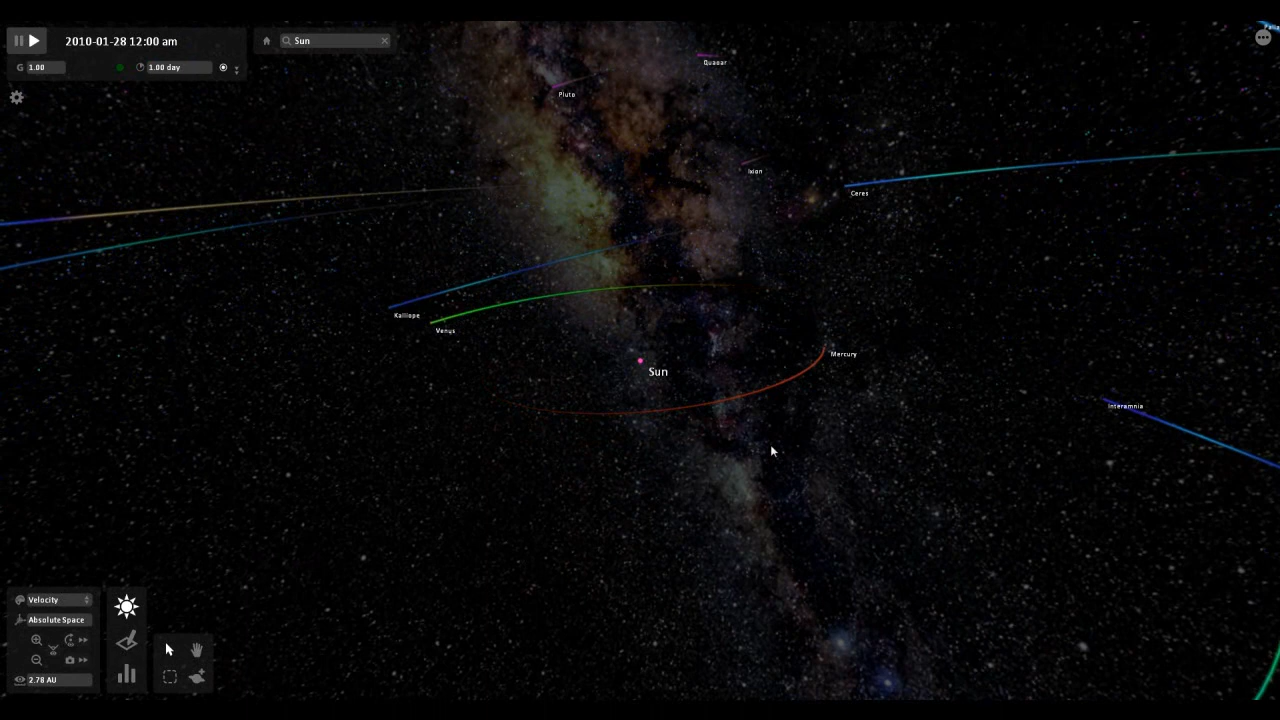 2010-01-28 12:00 am
Sun
G 1.00
1.00 day
Quaoar
Pluto
Ixion
Ceres
Kalliope
Venus
Sun
Mercury
Interamnia
Velocity
Absolute Space
2.78 AU